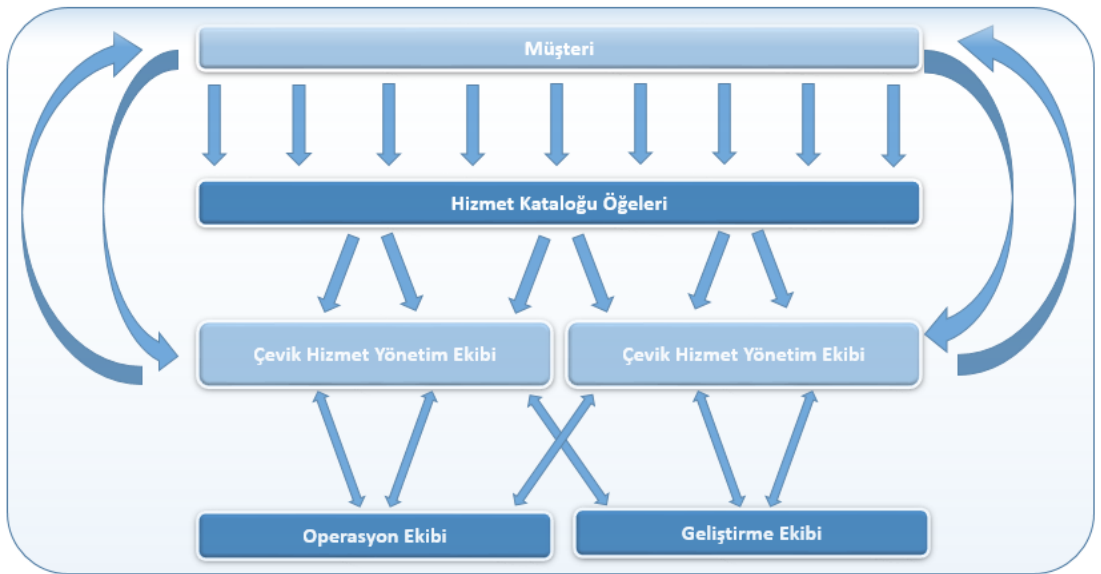 Müşteri
Hizmet Kataloğu Öğeleri
Çevik Hizmet Yönetim Ekibi
Çevik Hizmet Yönetim Ekibi
Operasyon Ekibi
Geliştirme Ekibi